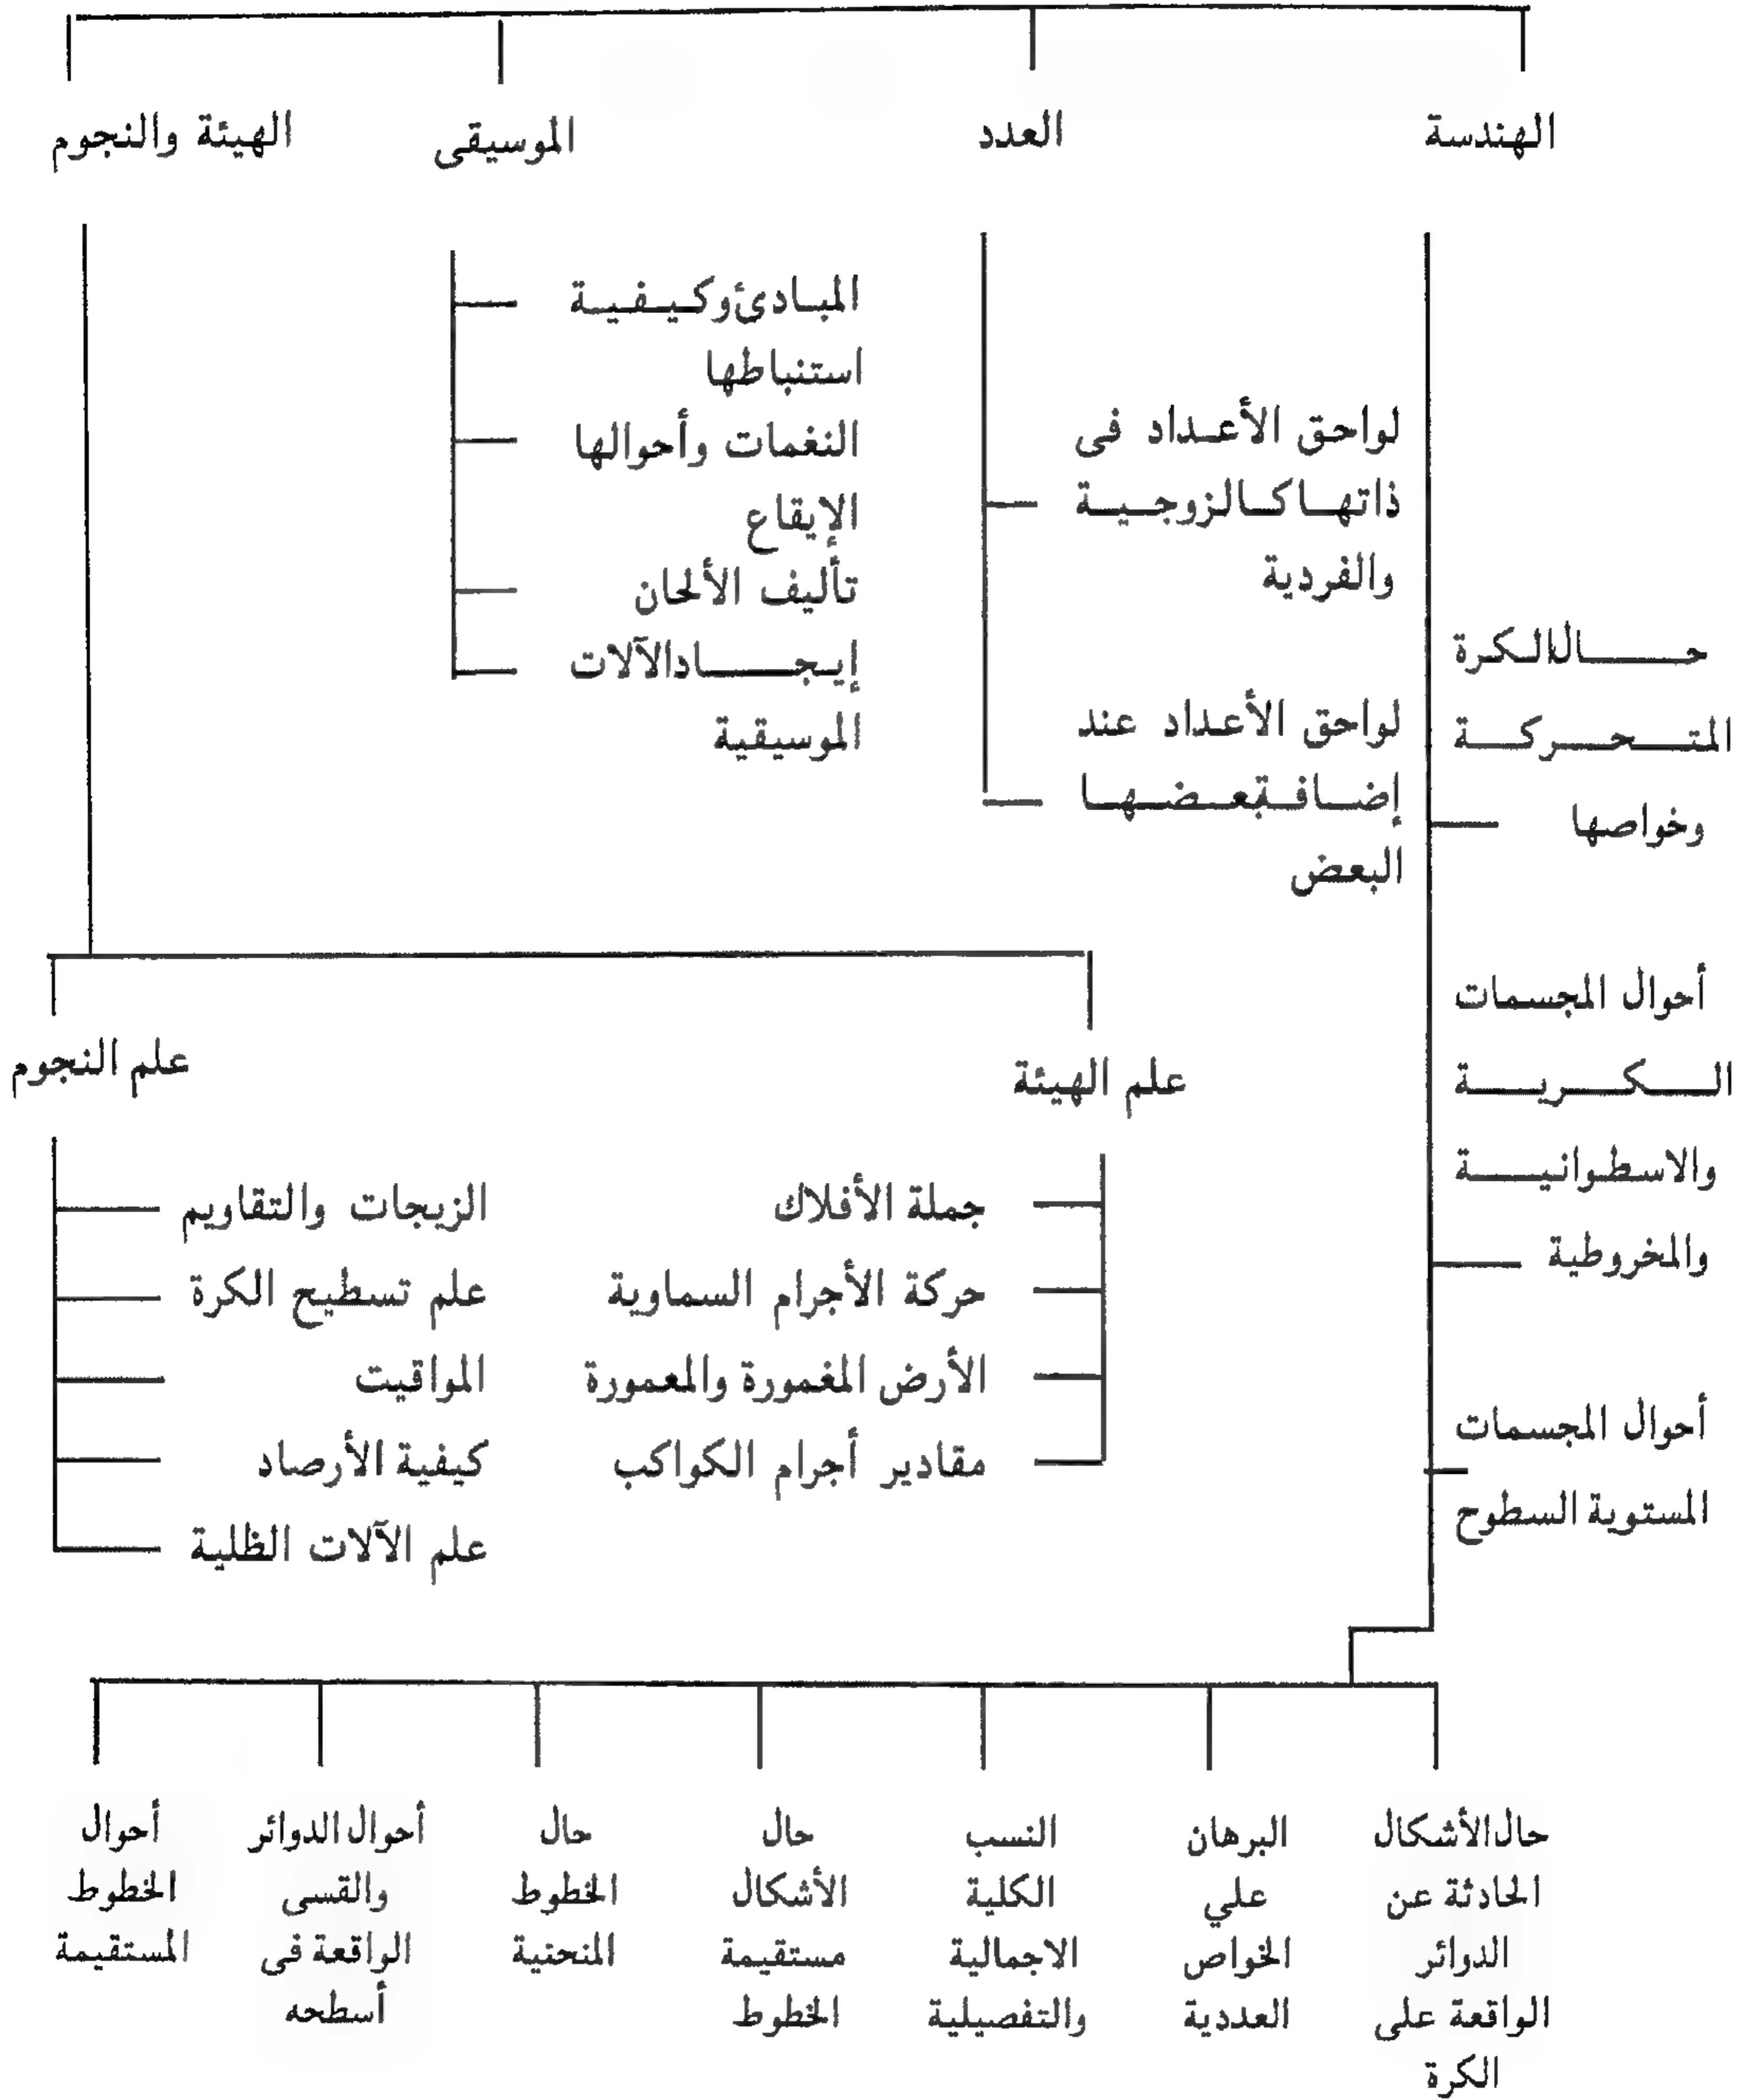 الهندسة
العدد
الموسيقى
الهيئة والنجوم
حال الكرة
المتحركة
وخواصها
أحوال المجسمات
الكرية
والاسطوانية
والمخروطية
أحوال المجسمات
المستوية السطوح
لواحق الأعداد فى
ذاتها كالزوجية
والفردية
لواحق الأعداد عند
إضافة بعضها
البعض
المبادئ وكيفية
استنباطها
النغمات وأحوالها
الإيقاع
تأليف الألحان
إيجاد الآلات
الموسيقية
علم الهيئة
جملة الأفلاك
حركة الأجرام السماوية
الأرض المغمورة والمعمورة
مقادير أجرام الكواكب
علم النجوم
الزيجات والتقاويم
علم تسطيح الكرة
المواقيت
كيفية الأرصاد
علم الآلات الظلية
حال الأشكال
الحادثة عن
الدوائر
الواقعة على
الكرة
البرهان
علي
الخواص
العددية
النسب
الكلية
الاجمالية
والتفصيلية
حال
الأشكال
مستقيمة
الخطوط
حال
الخطوط
المنحنية
أحوال الدوائر
والقسى
الواقعة فى
أسطحه
أحوال
الخطوط
المستقيمة